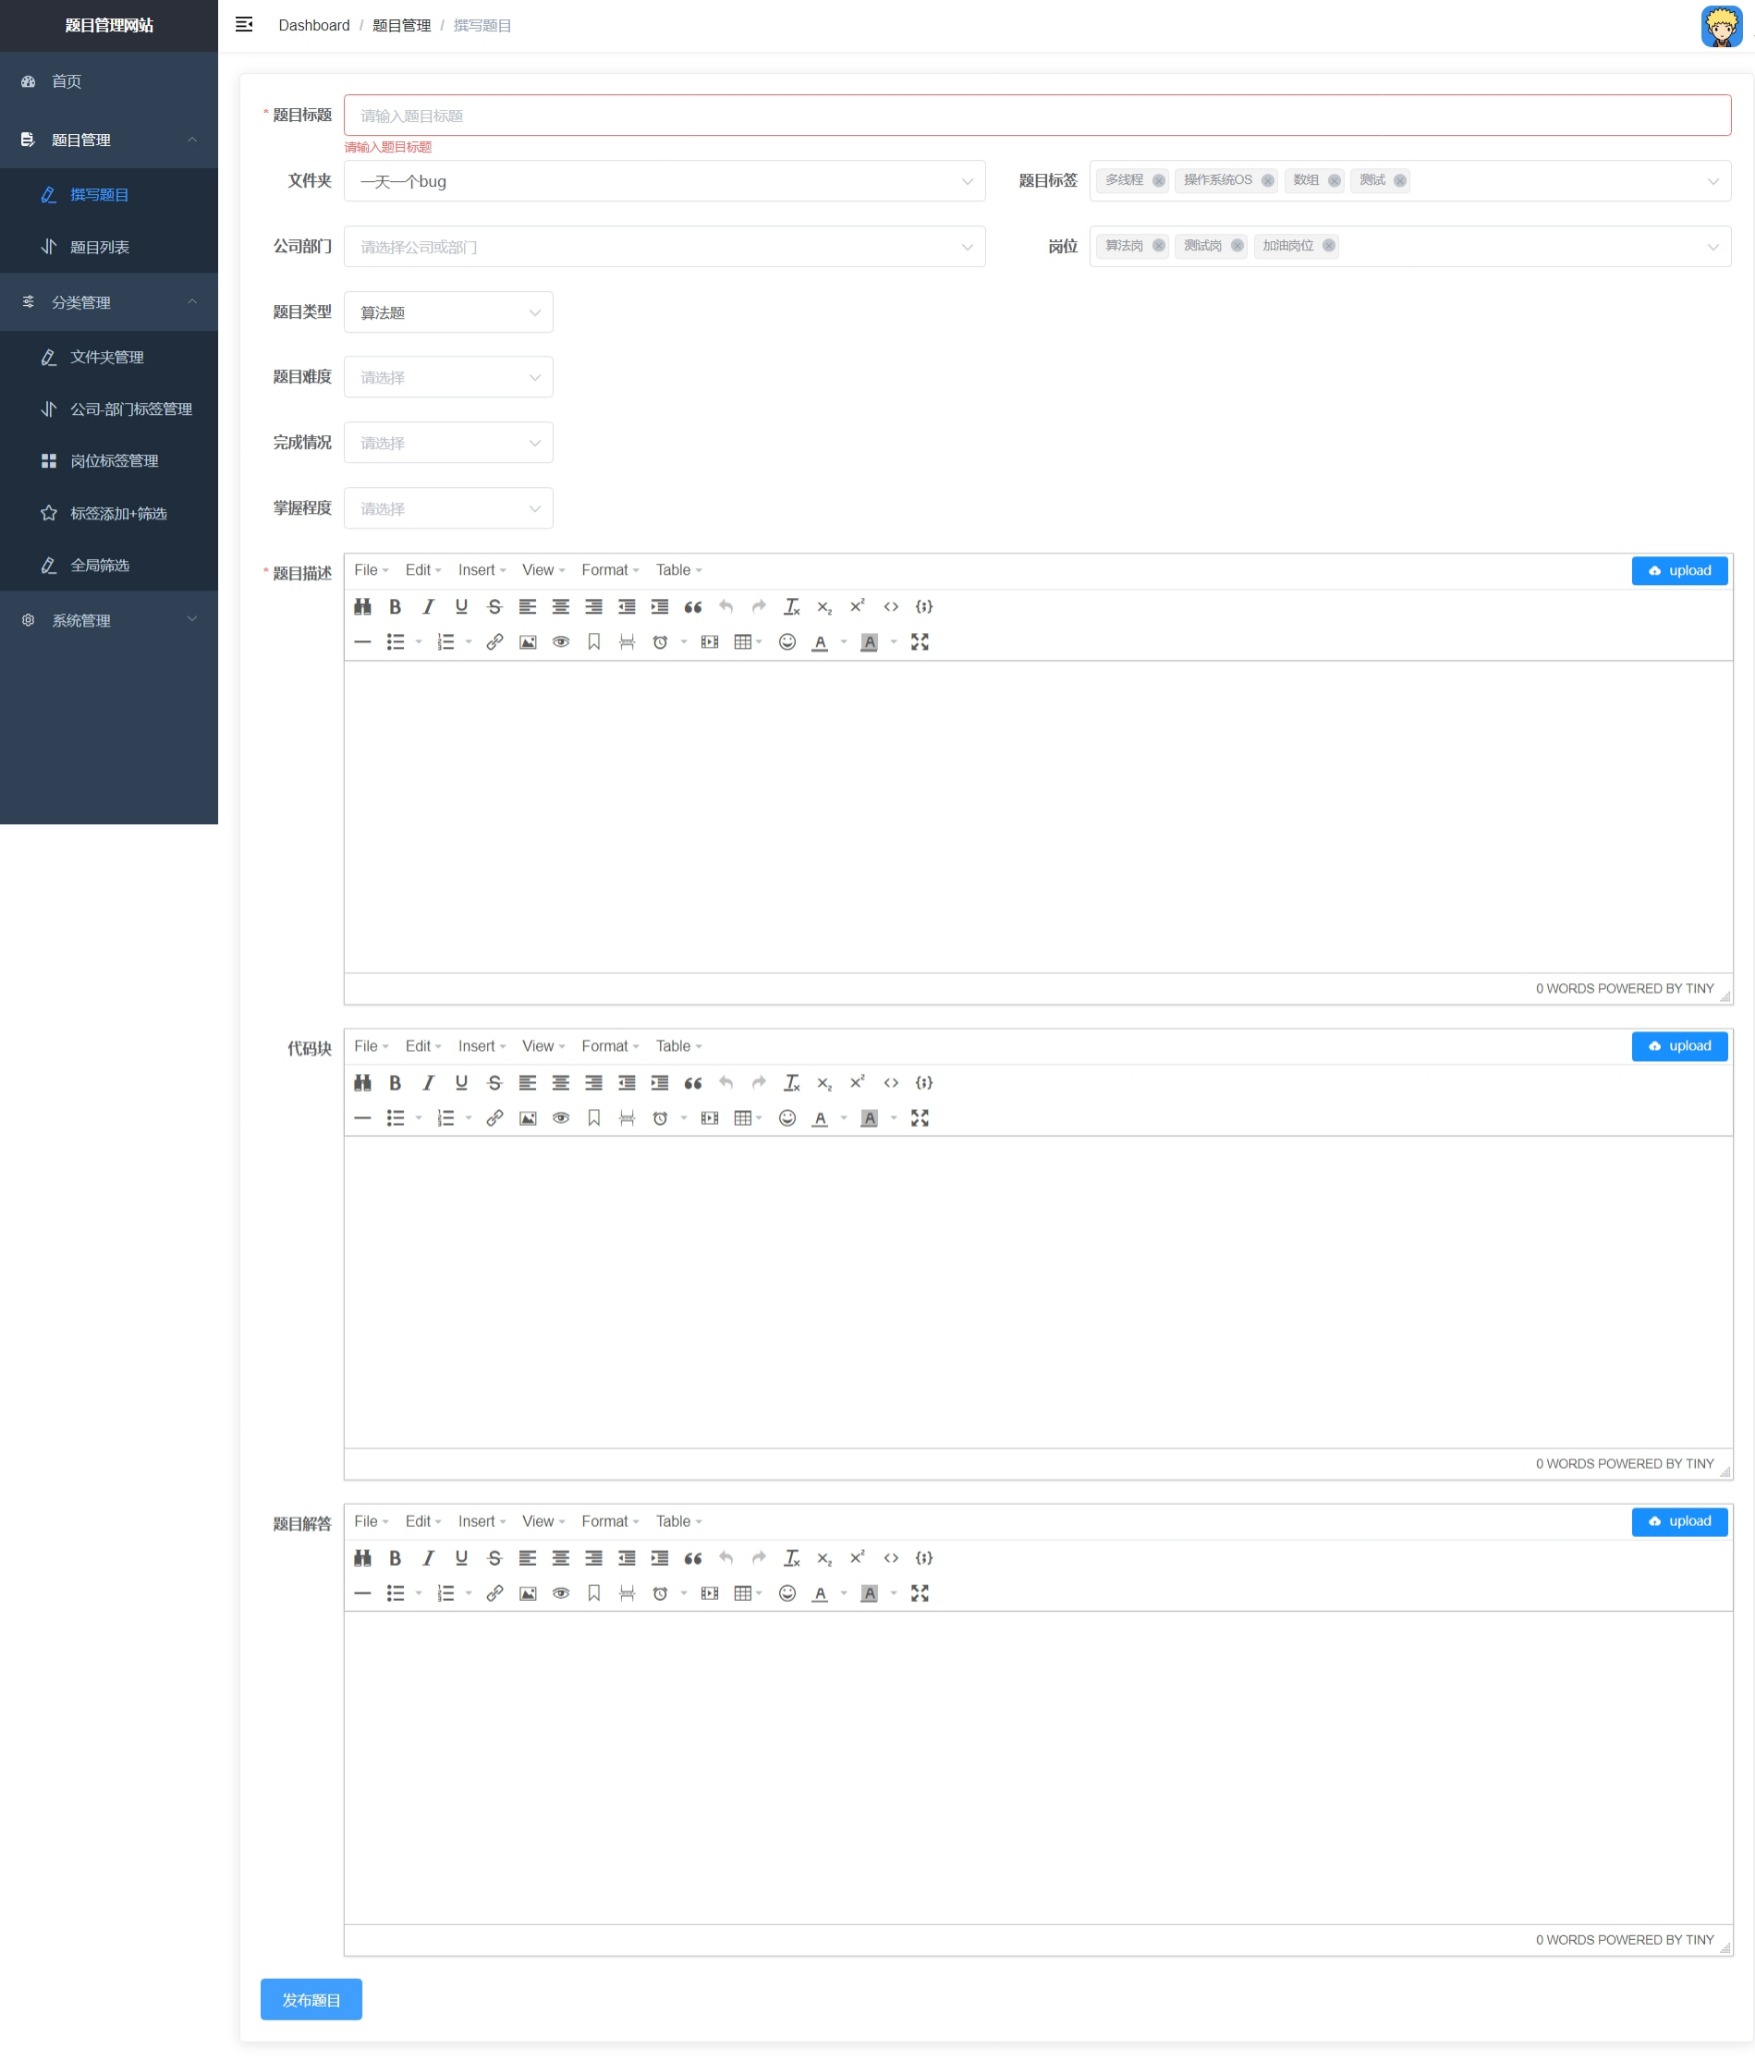 题目管理网站
Dashboard / 题目管理 / 撰写题目
首页
题目管理
撰写题目
题目列表
分类管理
文件夹管理
公司-部门标签管理
岗位标签管理
标签添加+筛选
全局筛选
系统管理
* 题目标题 请输入题目标题
请输入题目标题
文件夹 一天一个bug 题目标签 多线程 操作系统OS 数组 测试
公司部门 请选择公司或部门 岗位 算法岗 测试岗 加油岗位
题目类型 算法题
题目难度 请选择
完成情况 请选择
掌握程度 请选择
* 题目描述 File Edit Insert View Format Table upload
0 WORDS POWERED BY TINY
代码块 File Edit Insert View Format Table upload
0 WORDS POWERED BY TINY
题目解答 File Edit Insert View Format Table upload
0 WORDS POWERED BY TINY
发布题目